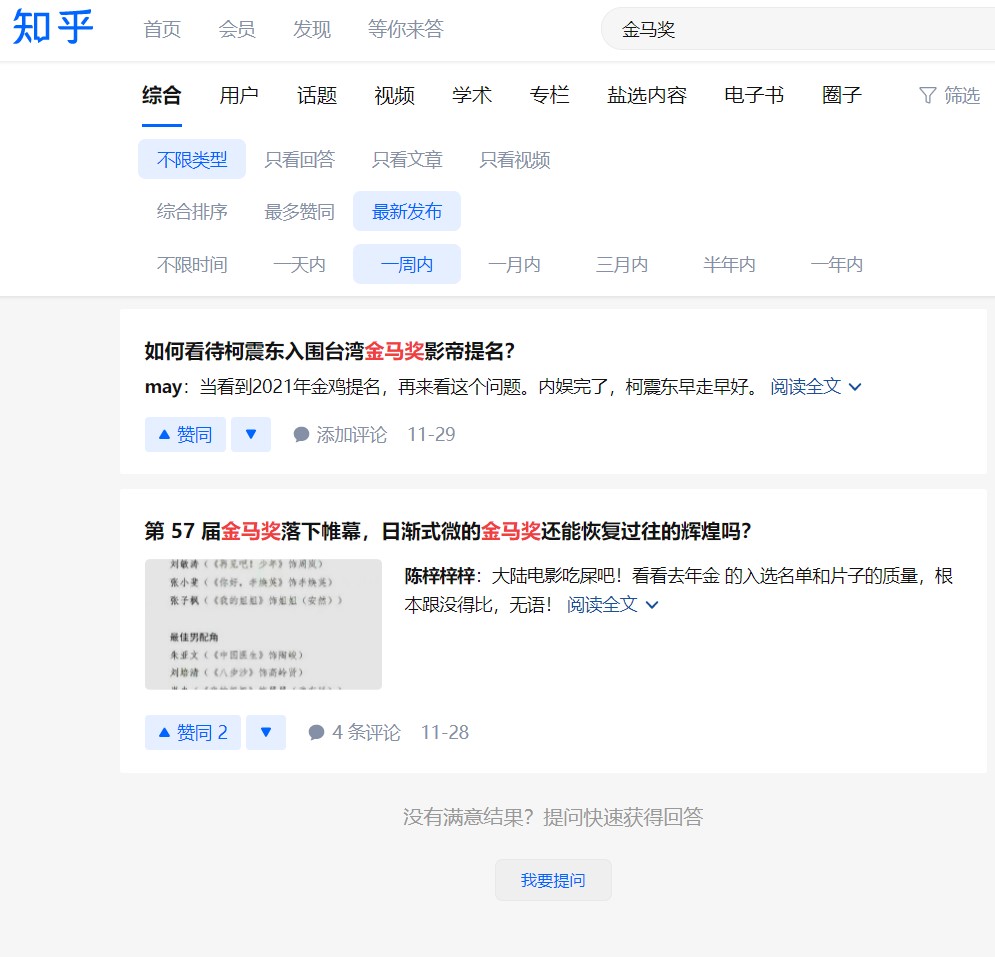 知乎 首页 会员 发现 等你来答 金马奖
综合 用户 话题 视频 学术 专栏 盐选内容 电子书 圈子 筛选
不限类型 只看回答 只看文章 只看视频
综合排序 最多赞同 最新发布
不限时间 一天内 一周内 一月内 三月内 半年内 一年内
如何看待柯震东入围台湾金马奖影帝提名？
may：当看到2021年金鸡提名，再来看这个问题。内娱完了，柯震东早走早好。 阅读全文
赞同 添加评论 11-29
第 57 届金马奖落下帷幕，日渐式微的金马奖还能恢复过往的辉煌吗？
刘敏涛（《再见吧！少年》饰周岚）
张小斐（《你好，李焕英》饰李焕英）
张子枫（《我的姐姐》饰姐姐（安然））
最佳男配角
朱亚文（《中国医生》饰陶峻）
陈梓梓梓：大陆电影吃屎吧！看看去年金 的入选名单和片子的质量，根
本跟没得比，无语！ 阅读全文
赞同 2 4 条评论 11-28
没有满意结果？提问快速获得回答
我要提问